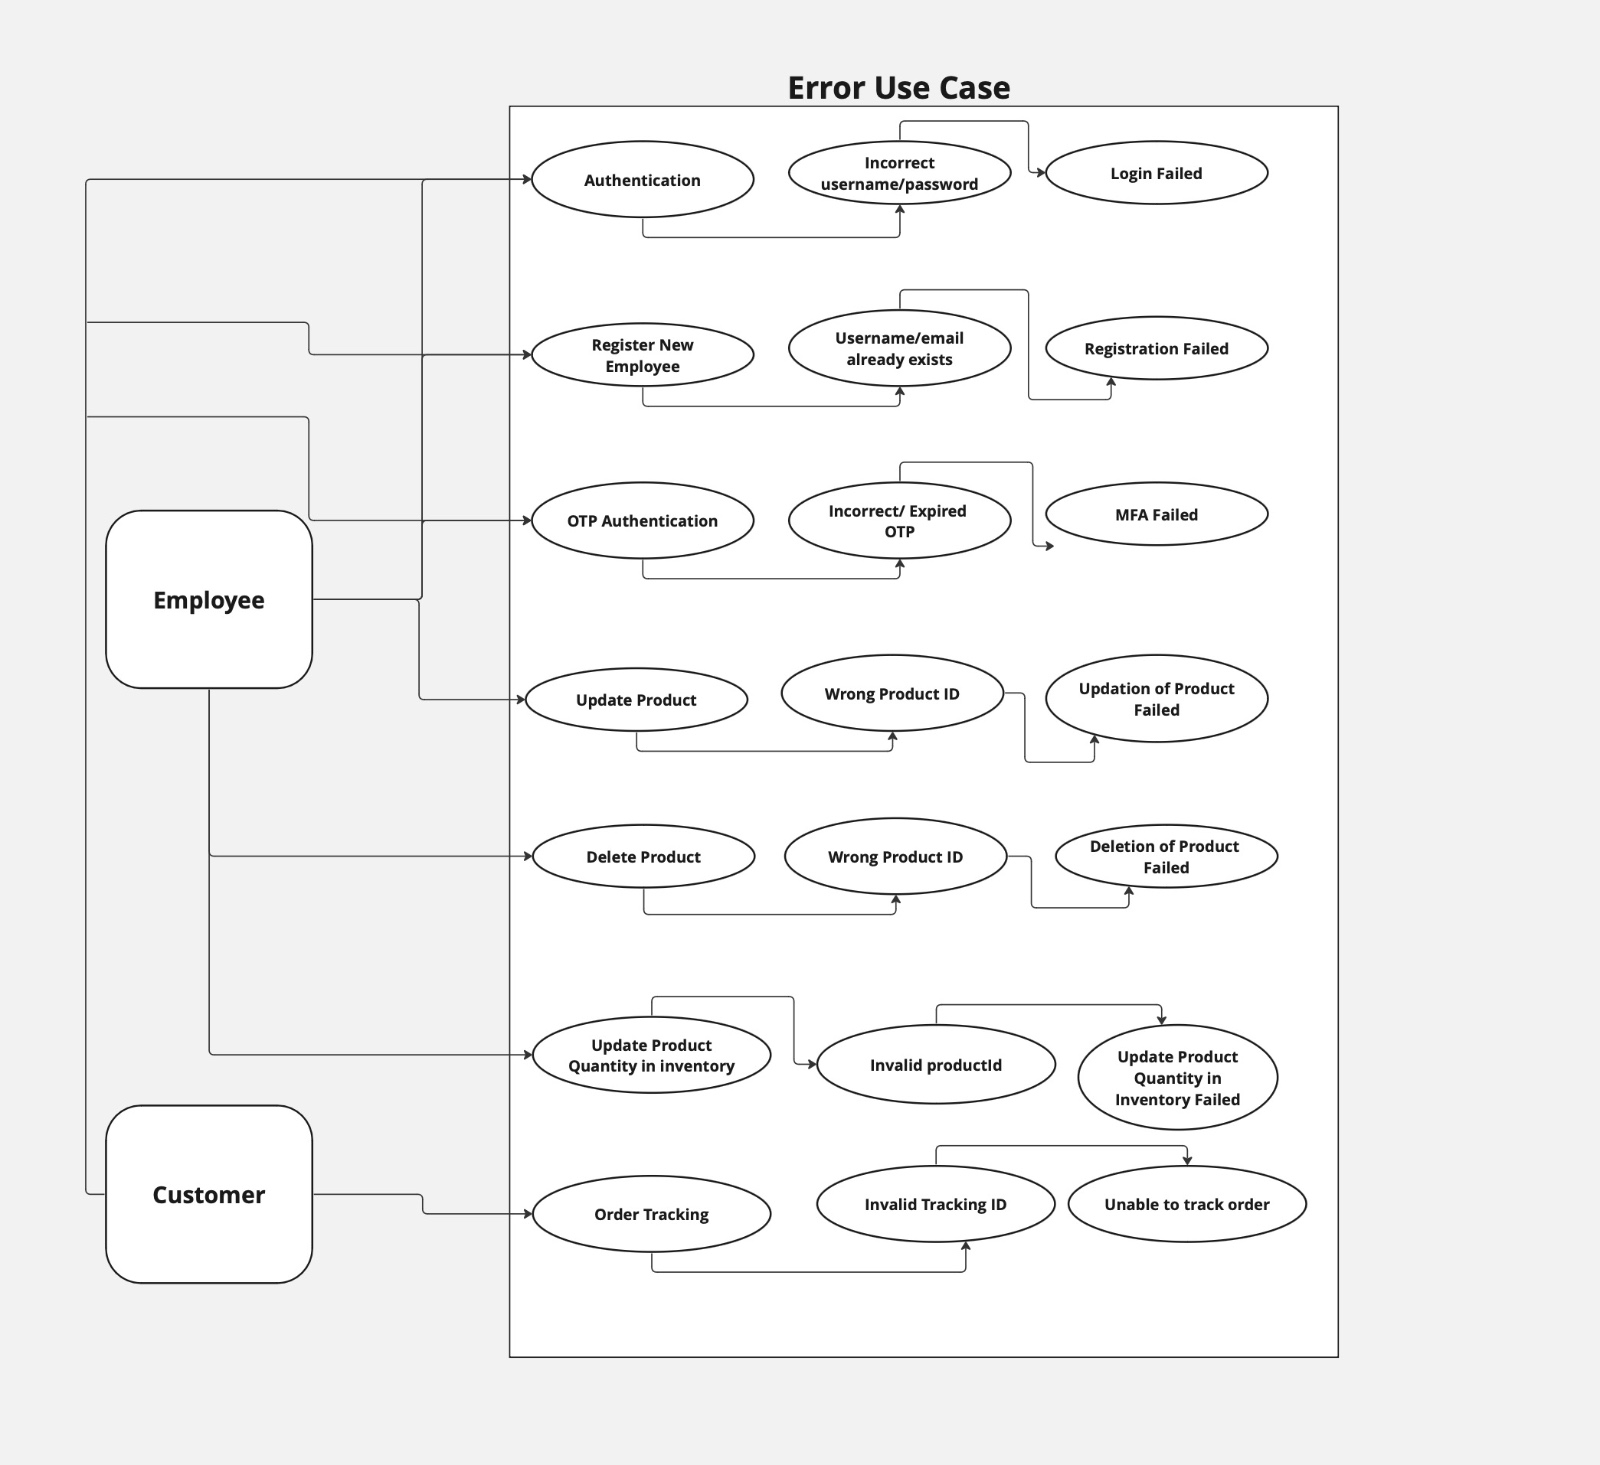 Error Use Case
Authentication
Incorrect
username/password
Login Failed
Register New
Employee
Username/email
already exists
Registration Failed
OTP Authentication
Incorrect/ Expired
OTP
MFA Failed
Employee
Update Product
Wrong Product ID
Updation of Product
Failed
Delete Product
Wrong Product ID
Deletion of Product
Failed
Update Product
Quantity in inventory
Invalid productId
Update Product
Quantity in
Inventory Failed
Customer
Order Tracking
Invalid Tracking ID
Unable to track order